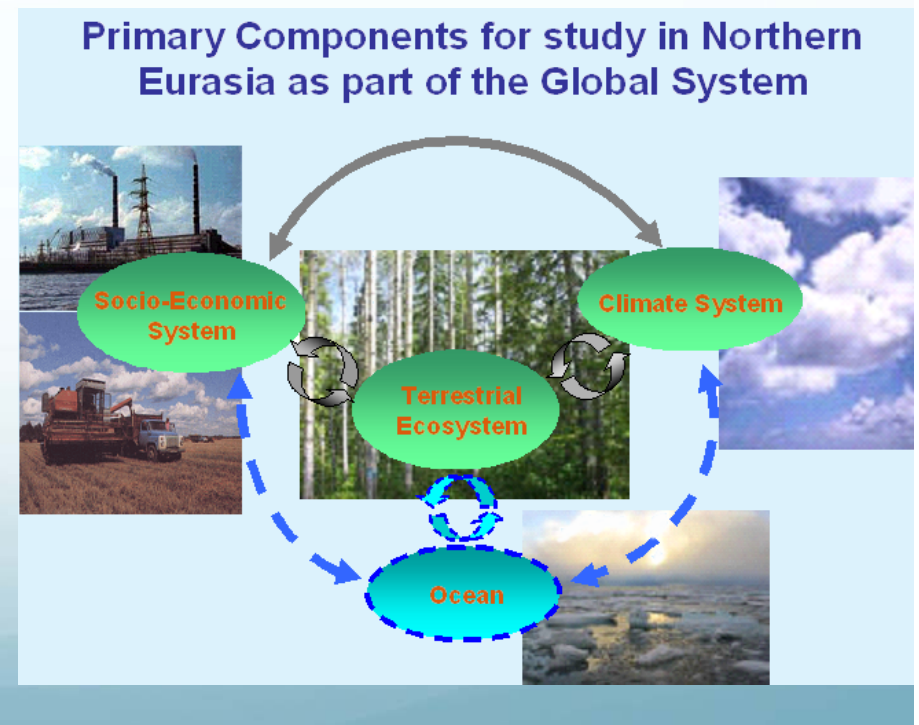 Primary Components for study in Northern
Eurasia as part of the Global System
Socio-Economic
System
Climate System
Terrestrial
Ecosystem
Ocean